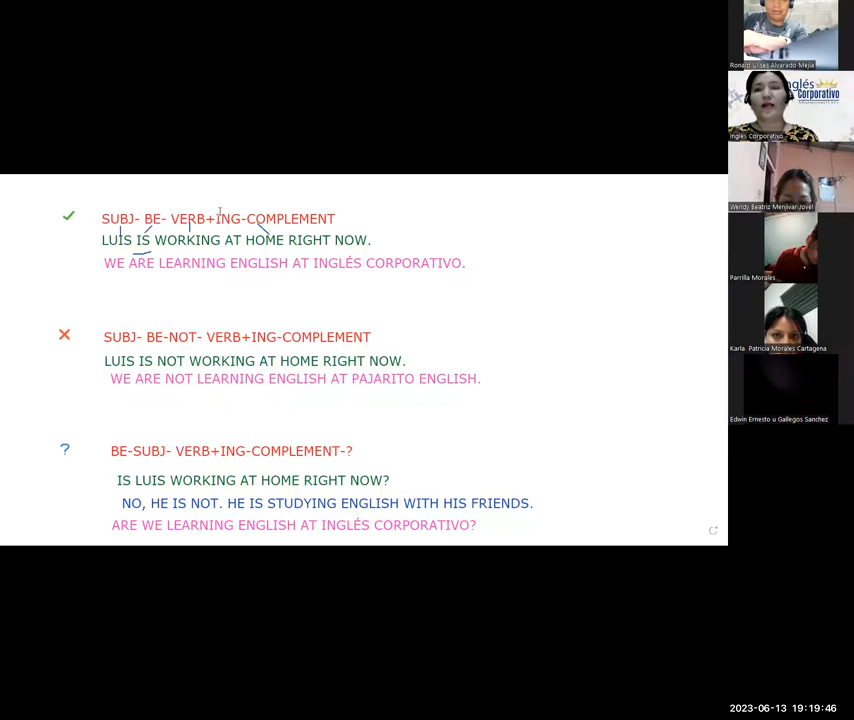 SUBJ- BE- VERB+ING-COMPLEMENT
LUIS IS WORKING AT HOME RIGHT NOW.
WE ARE LEARNING ENGLISH AT INGLÉS CORPORATIVO.
SUBJ- BE-NOT- VERB+ING-COMPLEMENT
LUIS IS NOT WORKING AT HOME RIGHT NOW.
WE ARE NOT LEARNING ENGLISH AT PAJARITO ENGLISH.
?
BE-SUBJ- VERB+ING-COMPLEMENT-?
IS LUIS WORKING AT HOME RIGHT NOW?
NO, HE IS NOT. HE IS STUDYING ENGLISH WITH HIS FRIENDS.
ARE WE LEARNING ENGLISH AT INGLÉS CORPORATIVO?
Ronald Ulises Alvarado Mejia
Inglés Corporativo
Wendy Beatriz Menjivar Jovel
Parrilla Morales
Karla Patricia Morales Cartagena
Edwin Ernesto u Gallegos Sanchez
2023-06-13 19:19:46